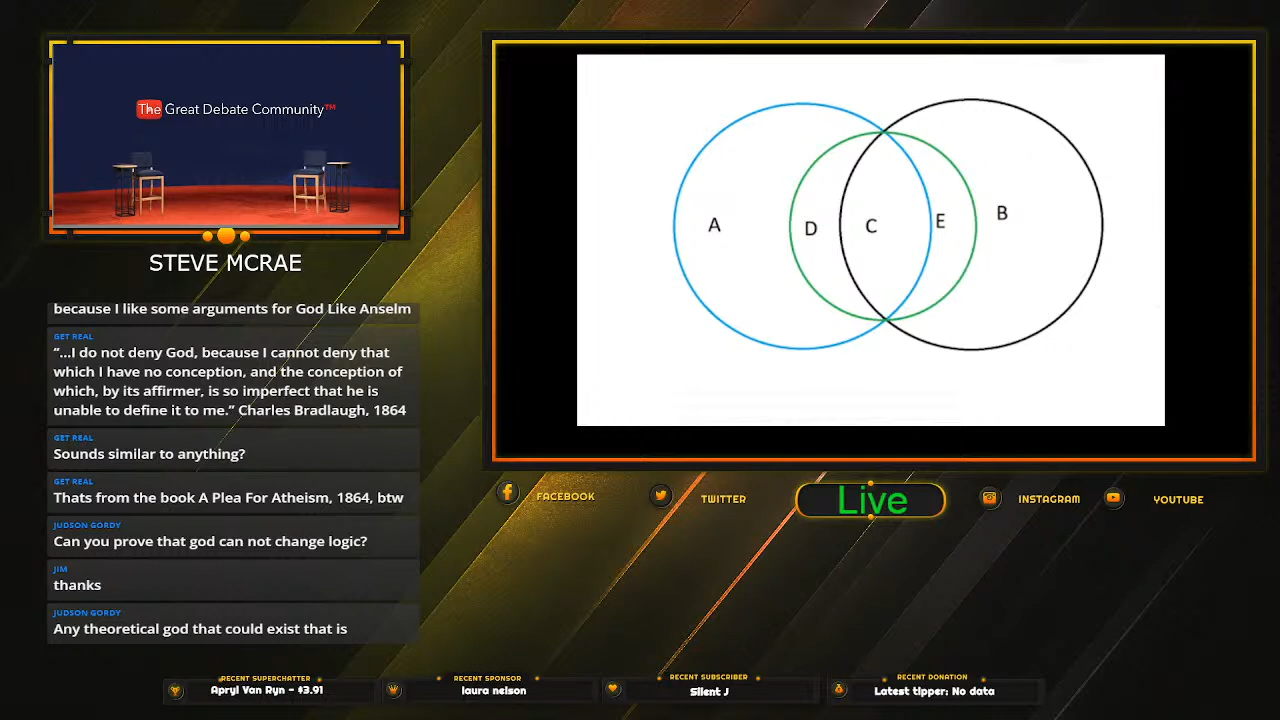 The Great Debate Community™
STEVE MCRAE
because I like some arguments for God Like Anselm
GET REAL
“...I do not deny God, because I cannot deny that
which I have no conception, and the conception of
which, by its affirmer, is so imperfect that he is
unable to define it to me.” Charles Bradlaugh, 1864
GET REAL
Sounds similar to anything?
GET REAL
Thats from the book A Plea For Atheism, 1864, btw
JUDSON GORDY
Can you prove that god can not change logic?
JIM
thanks
JUDSON GORDY
Any theoretical god that could exist that is
A
D
C
E
B
FACEBOOK
TWITTER
Live
INSTAGRAM
YOUTUBE
RECENT SUPERCHATTER
Apryl Van Ryn - $3.91
RECENT SPONSOR
laura nelson
RECENT SUBSCRIBER
Silent J
RECENT DONATION
Latest tipper: No data